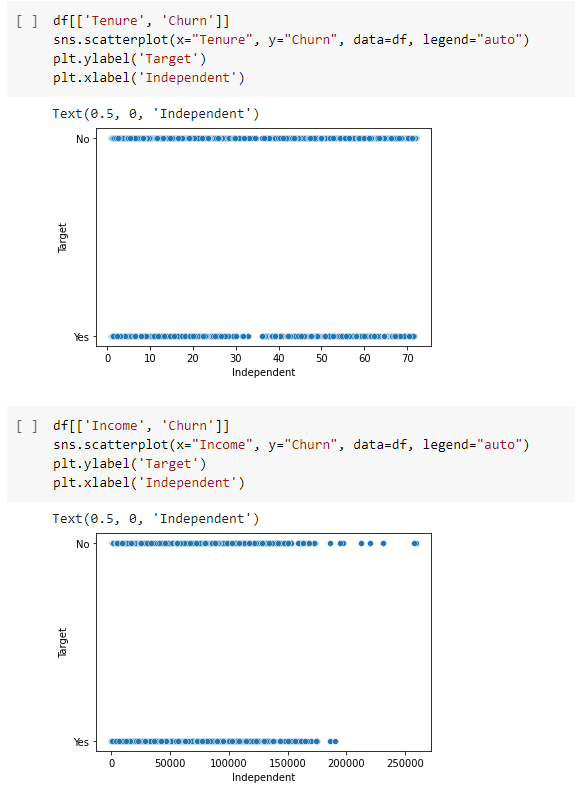 [ ] df[['Tenure', 'Churn']]
sns.scatterplot(x="Tenure", y="Churn", data=df, legend="auto")
plt.ylabel('Target')
plt.xlabel('Independent')
Text(0.5, 0, 'Independent')
No
Target
Yes
0 10 20 30 40 50 60 70
Independent
[ ] df[['Income', 'Churn']]
sns.scatterplot(x="Income", y="Churn", data=df, legend="auto")
plt.ylabel('Target')
plt.xlabel('Independent')
Text(0.5, 0, 'Independent')
No
Target
Yes
0 50000 100000 150000 200000 250000
Independent